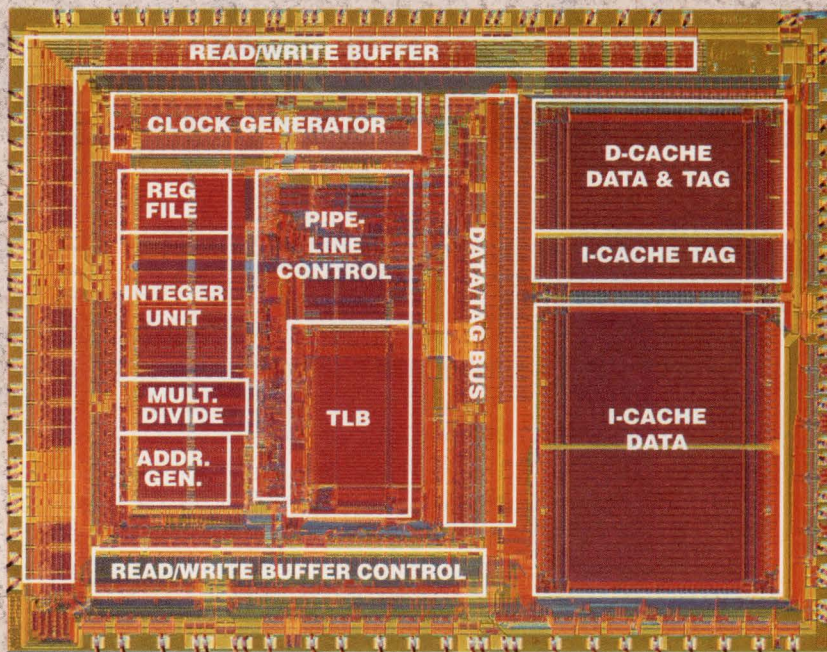 READ/WRITE BUFFER
CLOCK GENERATOR
REG
FILE
INTEGER
UNIT
MULT.
DIVIDE
ADDR.
GEN.
PIPE-
LINE
CONTROL
TLB
DATA/TAG BUS
D-CACHE
DATA & TAG
I-CACHE TAG
I-CACHE
DATA
READ/WRITE BUFFER CONTROL